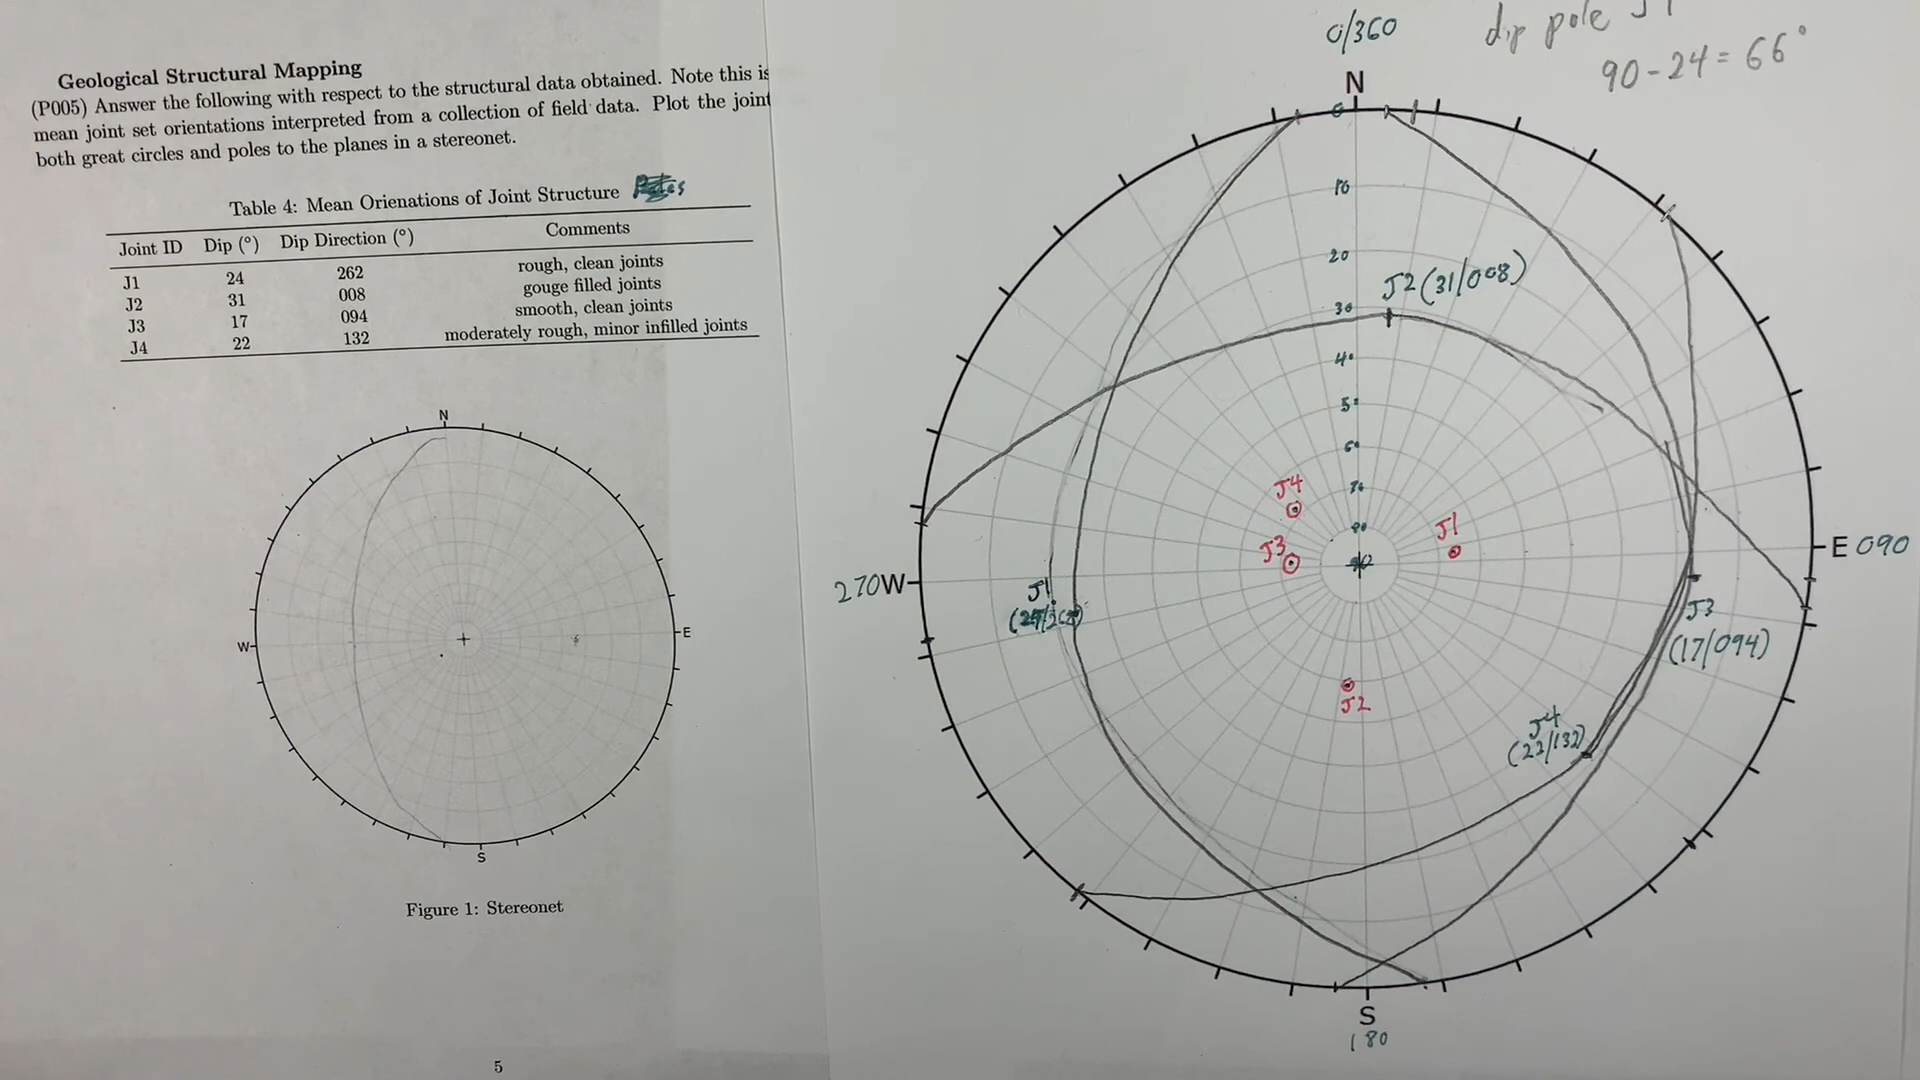 Geological Structural Mapping
(P005) Answer the following with respect to the structural data obtained. Note this is
mean joint set orientations interpreted from a collection of field data. Plot the joint
both great circles and poles to the planes in a stereonet.
Table 4: Mean Orienations of Joint Structure
Joint ID Dip (°) Dip Direction (°) Comments
J1 24 262 rough, clean joints
J2 31 008 gouge filled joints
J3 17 094 smooth, clean joints
J4 22 132 moderately rough, minor infilled joints
N
W
E
S
Figure 1: Stereonet
5
dip pole J1
90-24=66°
0/360
N
0
10
20
30
40
50
60
70
80
90
J2 (31/008)
J4
J3
J1
J2
270W
E 090
J1
J3
(17/094)
J4
(22/132)
S
180